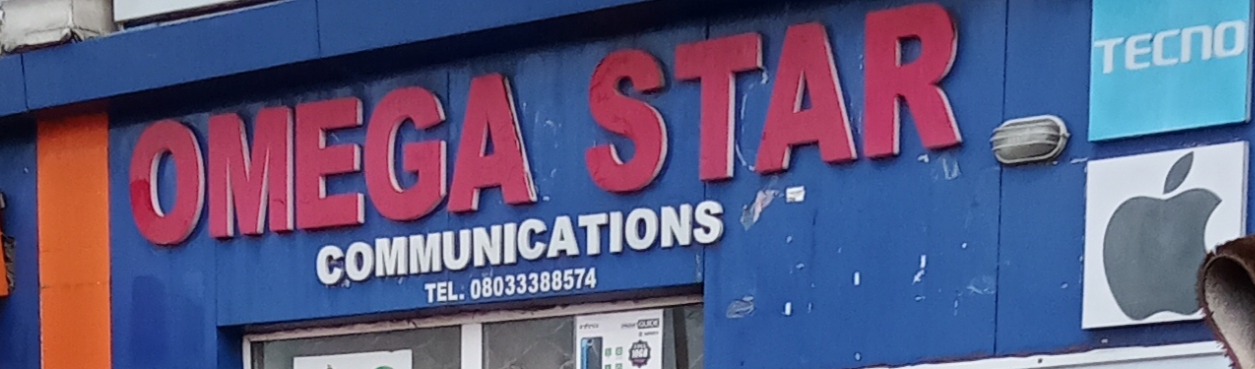 OMEGA STAR
COMMUNICATIONS
TEL. 08033388574
TECNO